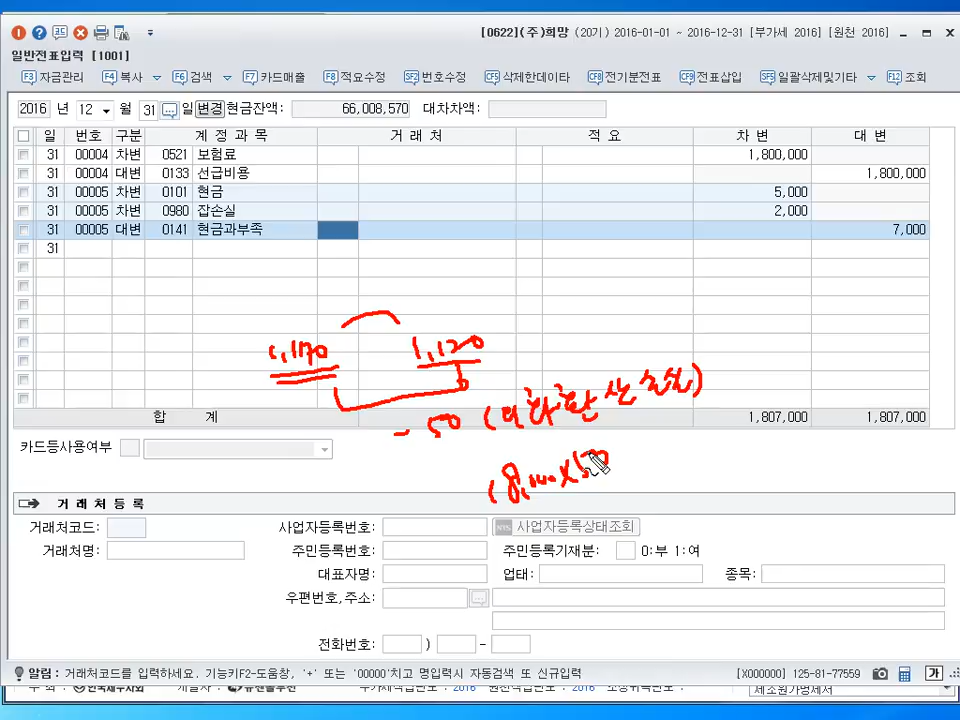 [0622](주)희망 (20기) 2016-01-01 ~ 2016-12-31 [부가세 2016] [원천 2016]
일반전표입력 [1001]
F3 자금관리 F4 복사 F6 검색 F7 카드매출 F8 적요수정 SF2 번호수정 CF5 삭제한데이타 CF8 전기분전표 CF9 전표삽입 SF5 일괄삭제및기타 F12 조회
2016 년 12 월 31 일 변경 현금잔액: 66,008,570 대차차액:
일 번호 구분 계 정 과 목 거 래 처 적 요 차 변 대 변
31 00004 차변 0521 보험료 1,800,000
31 00004 대변 0133 선급비용 1,800,000
31 00005 차변 0101 현금 5,000
31 00005 차변 0980 잡손실 2,000
31 00005 대변 0141 현금과부족 7,000
31
1,170 1,120
- 50 (외화환산손실)
합 계 1,807,000 1,807,000
카드등사용여부
(8,000x50
거 래 처 등 록
거래처코드: 사업자등록번호: 사업자등록상태조회
거래처명: 주민등록번호: 주민등록기재분: 0:부 1:여
대표자명: 업태: 종목:
우편번호,주소:
전화번호: ) -
알림: 거래처코드를 입력하세요. 기능키F2-도움창, '+' 또는 '00000'치고 명입력시 자동검색 또 신규입력 [X000000] 125-81-77559 가